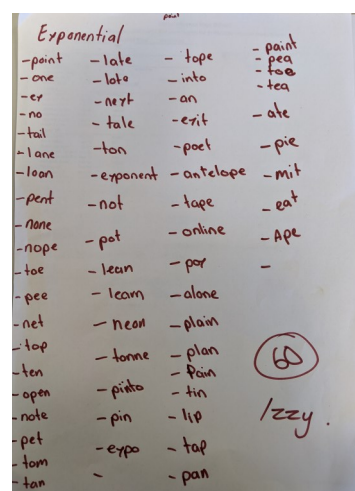 Exponential
-point
-one
-ex
-no
-tail
-lane
-loan
-pent
-none
-nope
-toe
-pee
-net
-top
-ten
-open
-note
-pet
-tom
-tan
-late
-lote
-next
-tale
-ton
-exponent
-not
-pot
-lean
-learn
-neon
-tonne
-pinto
-pin
-expo
-
-tope
-into
-an
-exit
-poet
-antelope
-tape
-online
-pox
-alone
-plain
-plan
-Pain
-tin
-lip
-tap
-pan
-paint
-pea
-toe
-tea
-ate
-pie
-mit
-eat
-Ape
-
60
Izzy.